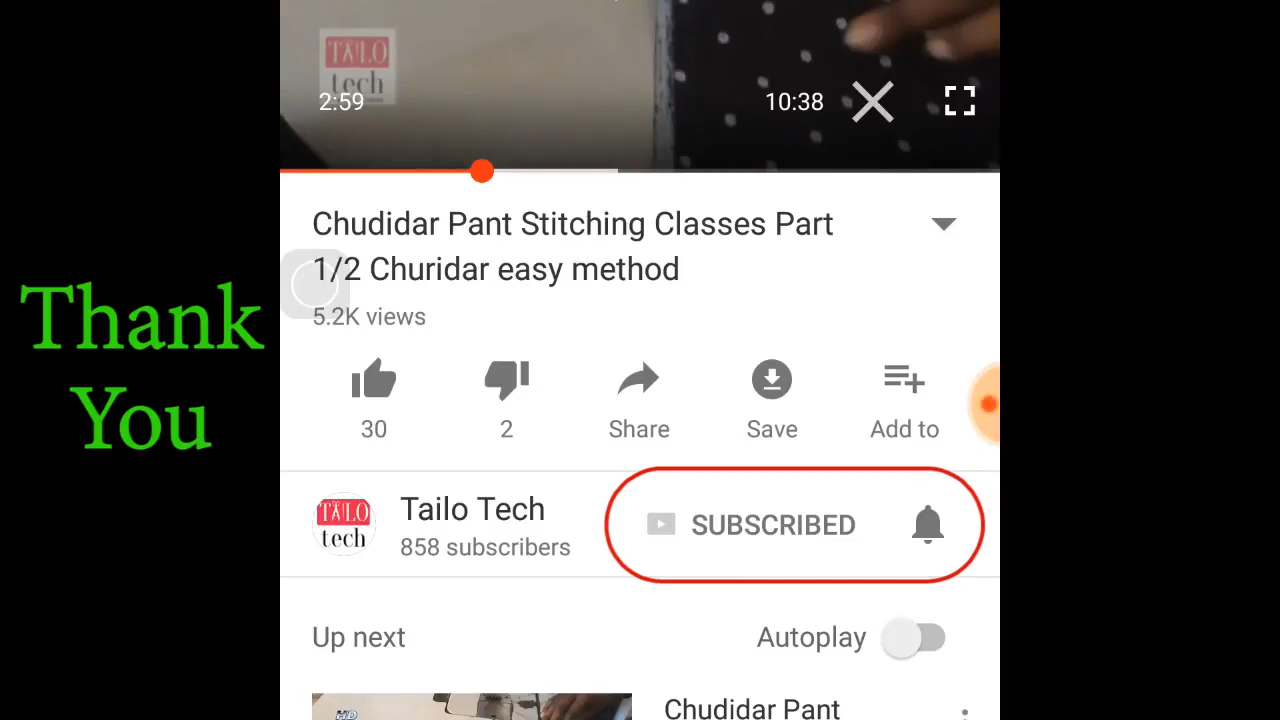 Thank
You
TAILO
tech
2:59
10:38
Chudidar Pant Stitching Classes Part
1/2 Churidar easy method
5.2K views
30
2
Share
Save
Add to
TAILO
tech
Tailo Tech
858 subscribers
SUBSCRIBED
Up next
Autoplay
HD
Chudidar Pant